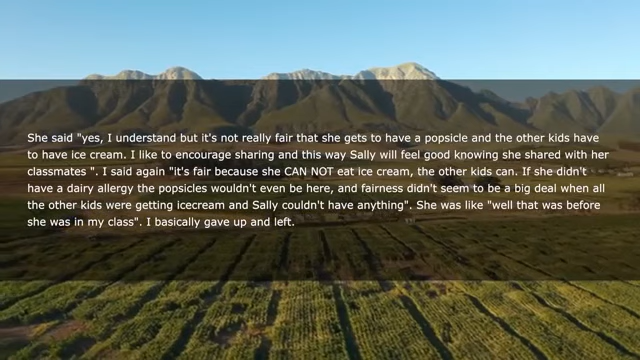 She said "yes, I understand but it's not really fair that she gets to have a popsicle and the other kids have
to have ice cream. I like to encourage sharing and this way Sally will feel good knowing she shared with her
classmates ". I said again "it's fair because she CAN NOT eat ice cream, the other kids can. If she didn't
have a dairy allergy the popsicles wouldn't even be here, and fairness didn't seem to be a big deal when all
the other kids were getting icecream and Sally couldn't have anything". She was like "well that was before
she was in my class". I basically gave up and left.